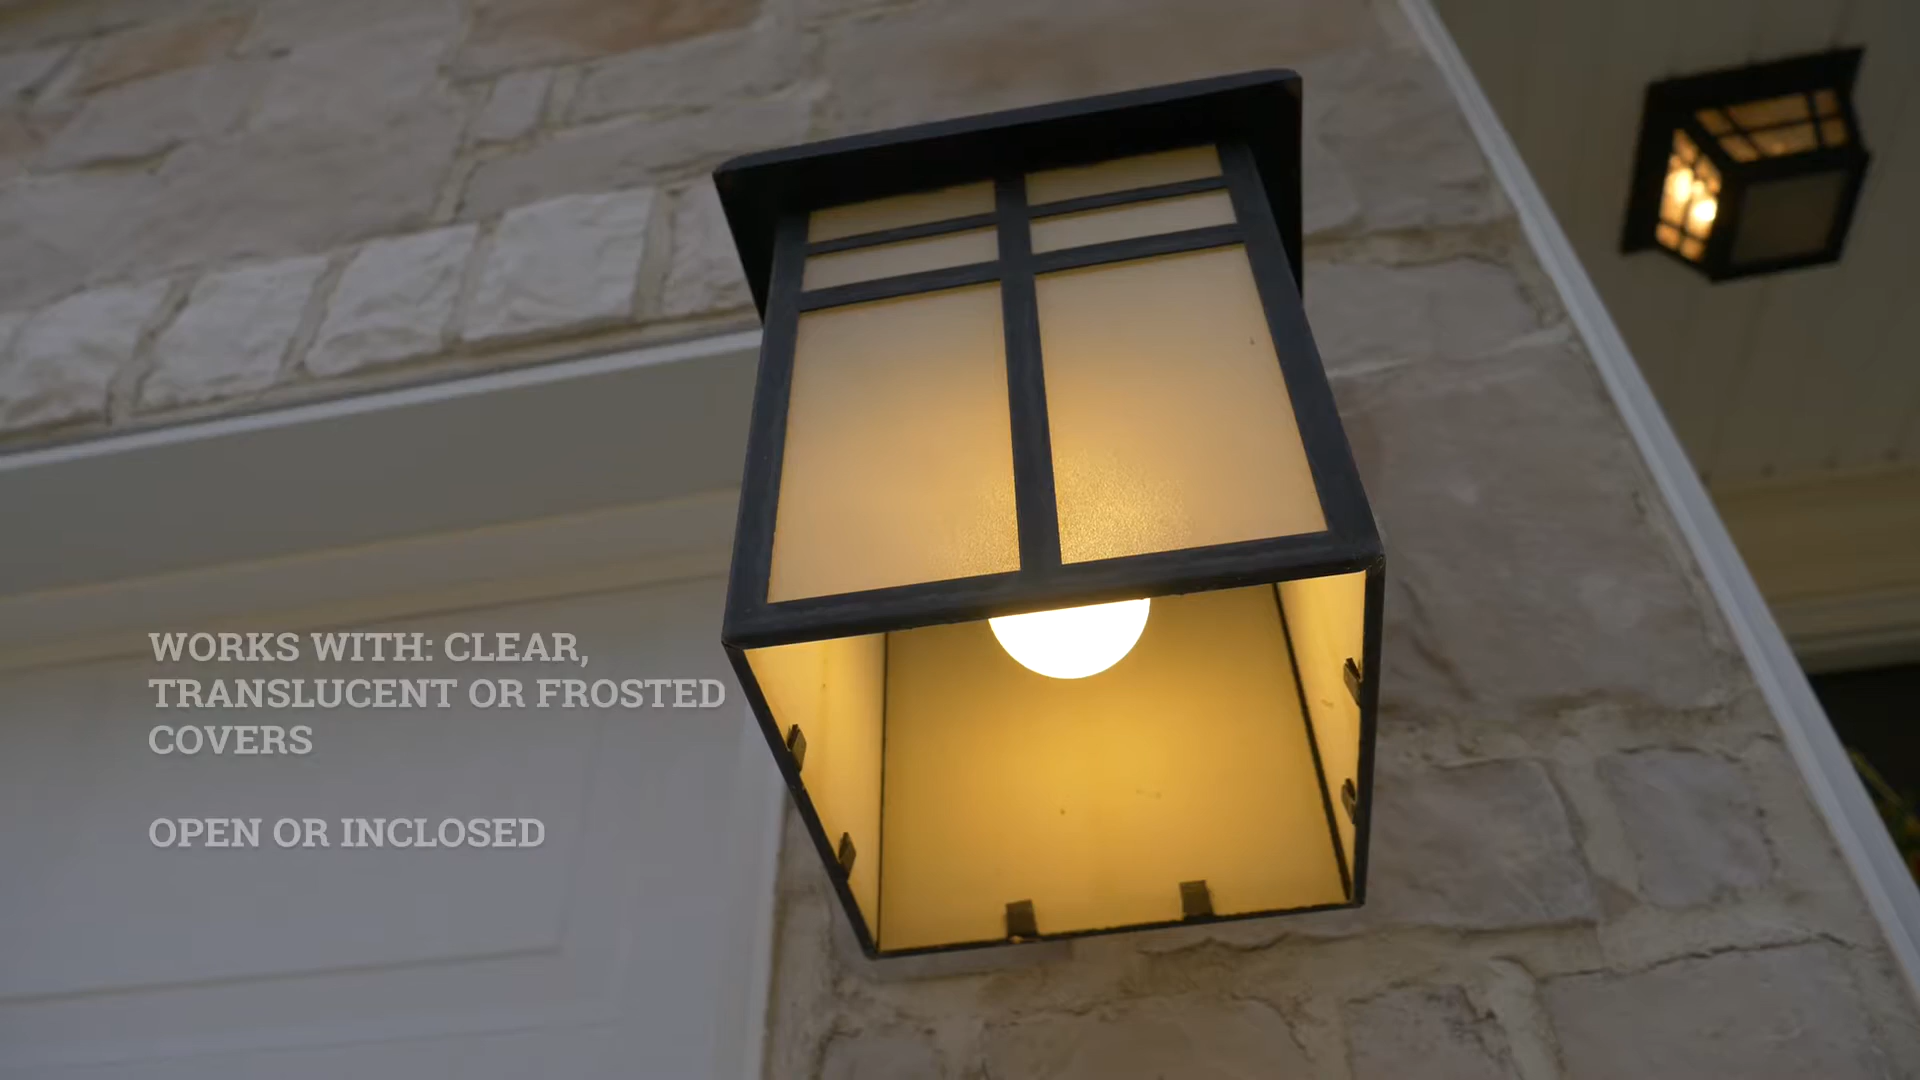 WORKS WITH: CLEAR,
TRANSLUCENT OR FROSTED
COVERS
OPEN OR INCLOSED